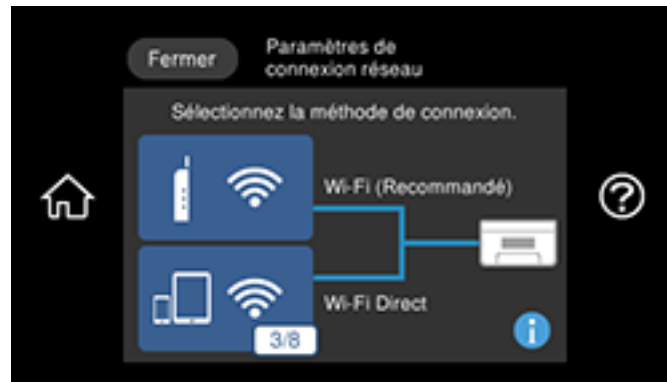 Fermer
Paramètres de
connexion réseau
Sélectionnez la méthode de connexion.
Wi-Fi (Recommandé)
Wi-Fi Direct
3/8